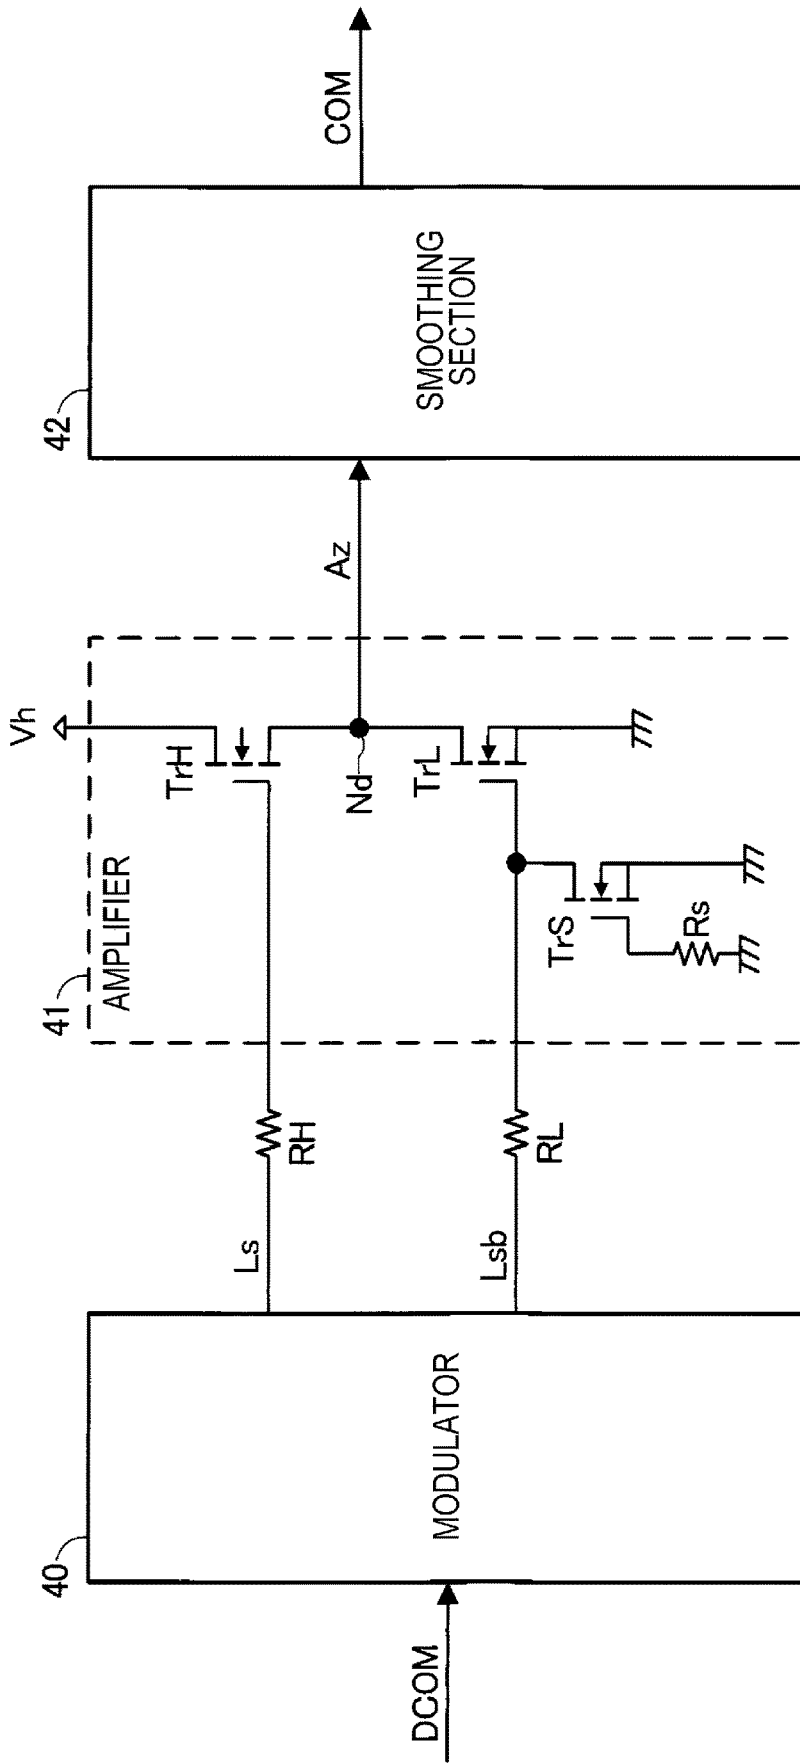 DCOM
40
MODULATOR
Ls
Lsb
RH
RL
41
AMPLIFIER
Vh
TrH
Nd
TrL
TrS
Rs
Az
42
SMOOTHING
SECTION
COM